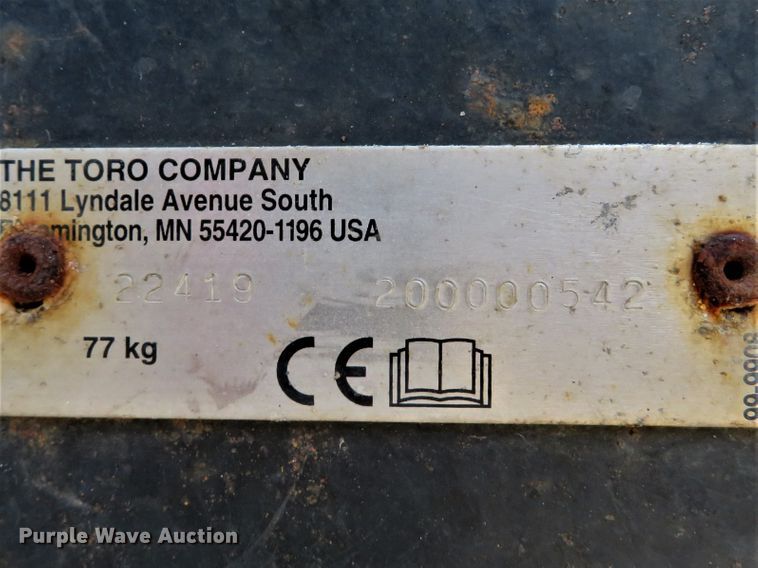 THE TORO COMPANY
8111 Lyndale Avenue South
MN 55420-1196 USA
22419 200000542
77 kg CE
Purple Wave Auction®